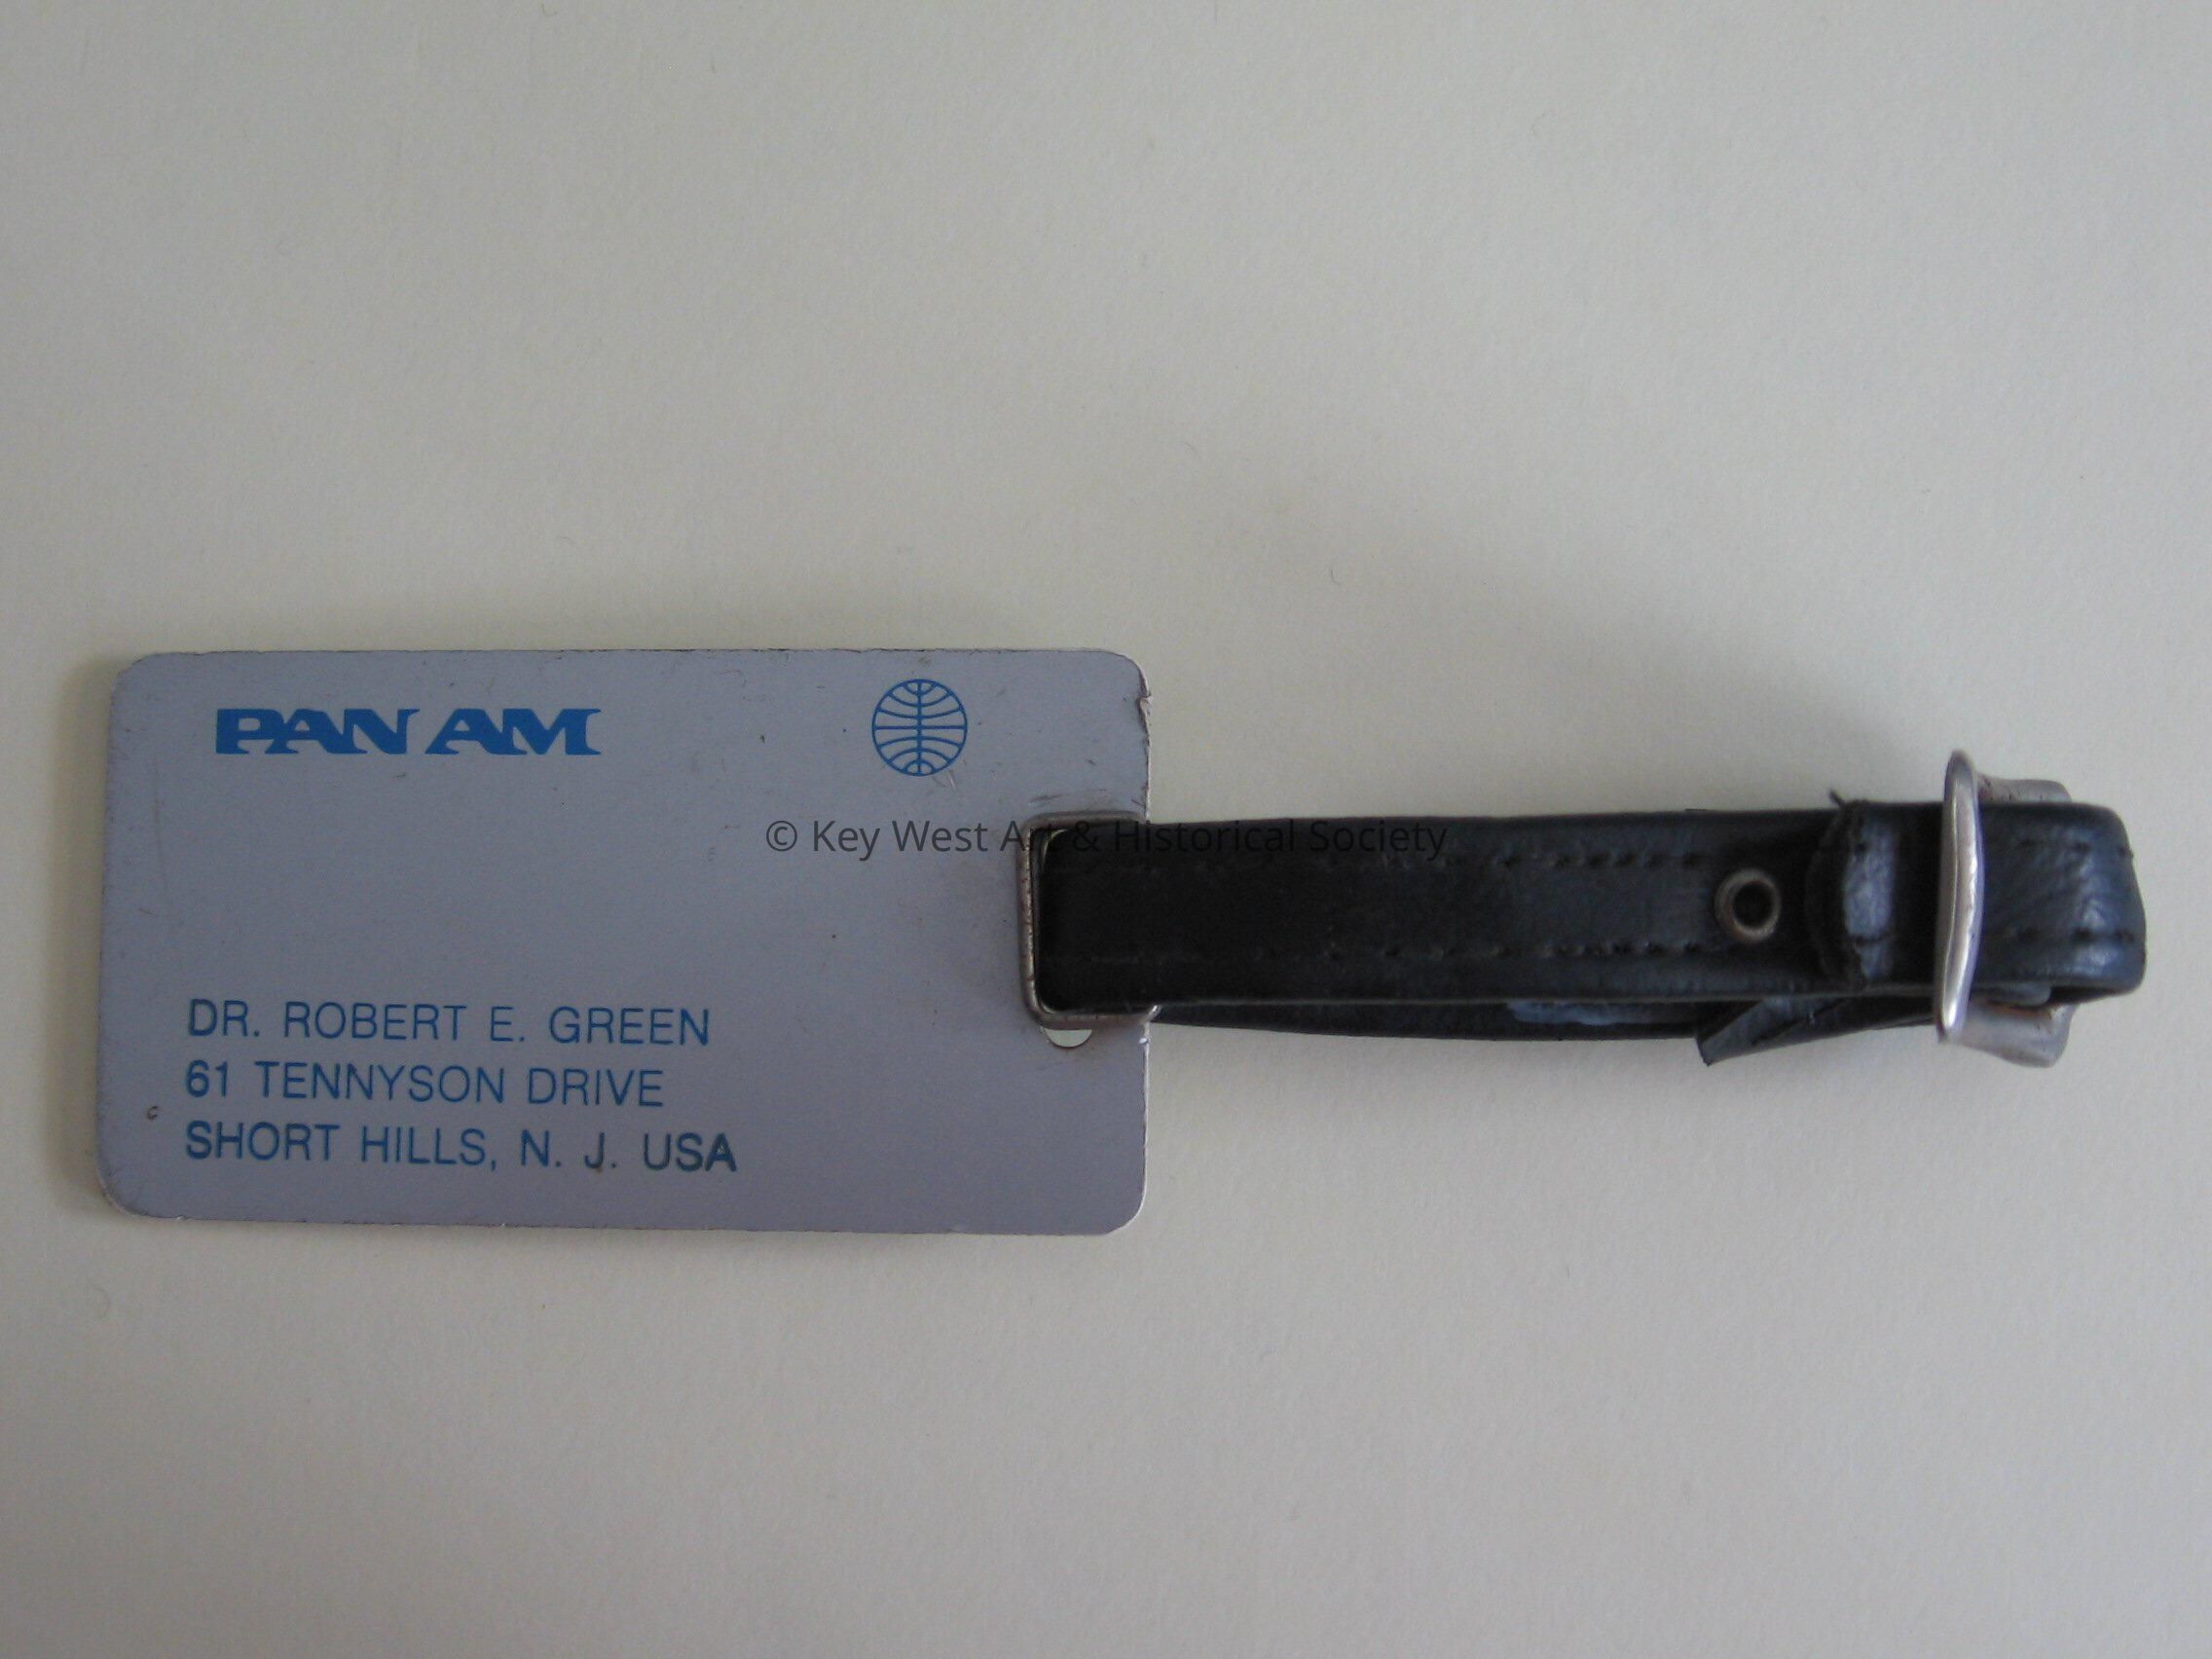 PAN AM
© Key West Art & Historical Society
DR. ROBERT E. GREEN
61 TENNYSON DRIVE
SHORT HILLS, N. J. USA